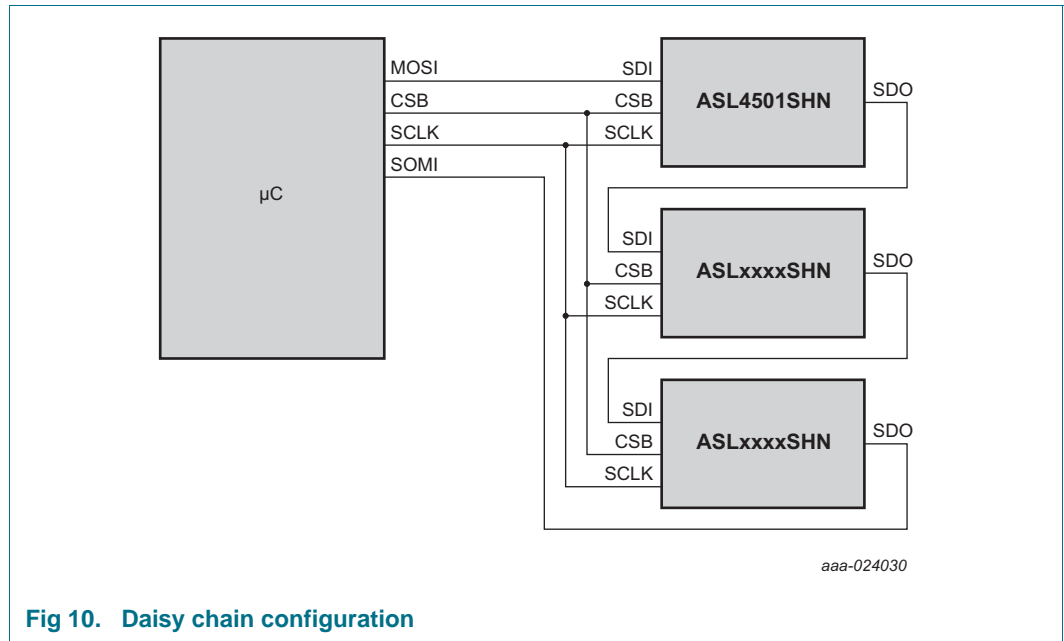 MOSI
CSB
SCLK
SOMI
µC
SDI
CSB
SCLK
ASL4501SHN
SDO
SDI
CSB
SCLK
ASLxxxxSHN
SDO
SDI
CSB
SCLK
ASLxxxxSHN
SDO
aaa-024030
Fig 10. Daisy chain configuration